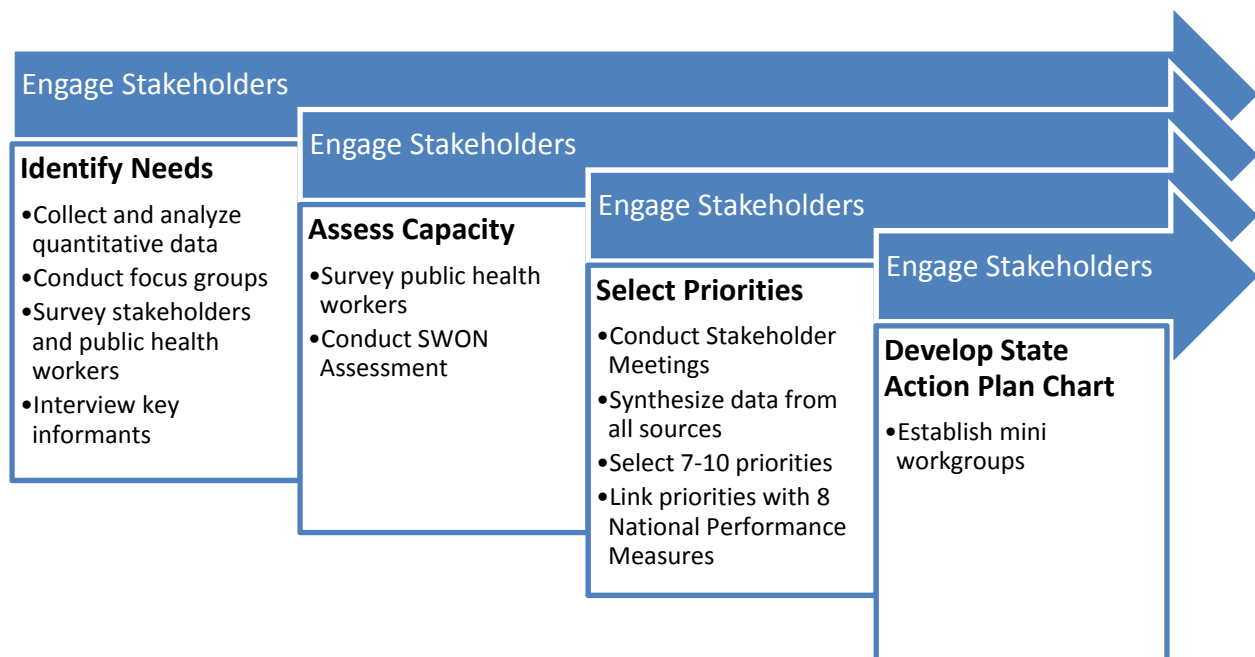 Engage Stakeholders
Identify Needs
•Collect and analyze
quantitative data
•Conduct focus groups
•Survey stakeholders
and public health
workers
•Interview key
informants
Engage Stakeholders
Assess Capacity
•Survey public health
workers
•Conduct SWON
Assessment
Engage Stakeholders
Select Priorities
•Conduct Stakeholder
Meetings
•Synthesize data from
all sources
•Select 7-10 priorities
•Link priorities with 8
National Performance
Measures
Engage Stakeholders
Develop State
Action Plan Chart
•Establish mini
workgroups